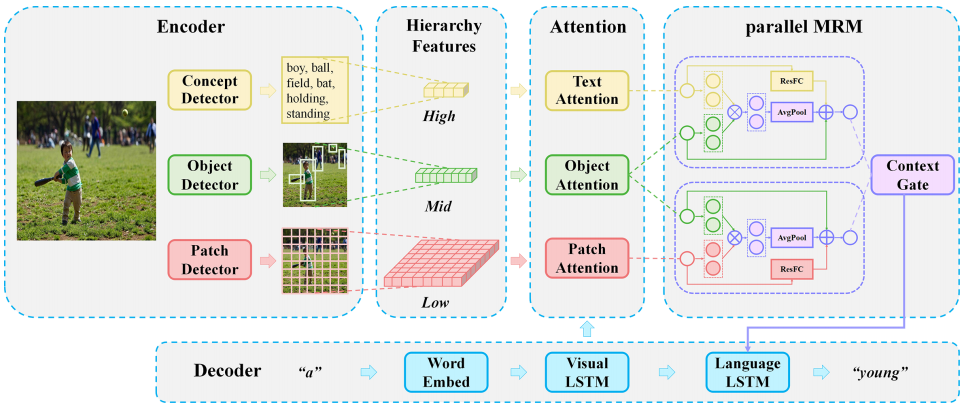 Encoder
Hierarchy
Features
Attention
parallel MRM
Concept
Detector
boy, ball,
field, bat,
holding,
standing
High
Text
Attention
ResFC
AvgPool
Object
Detector
Mid
Object
Attention
Context
Gate
Patch
Detector
Low
Patch
Attention
AvgPool
ResFC
Decoder
“a”
Word
Embed
Visual
LSTM
Language
LSTM
“young”